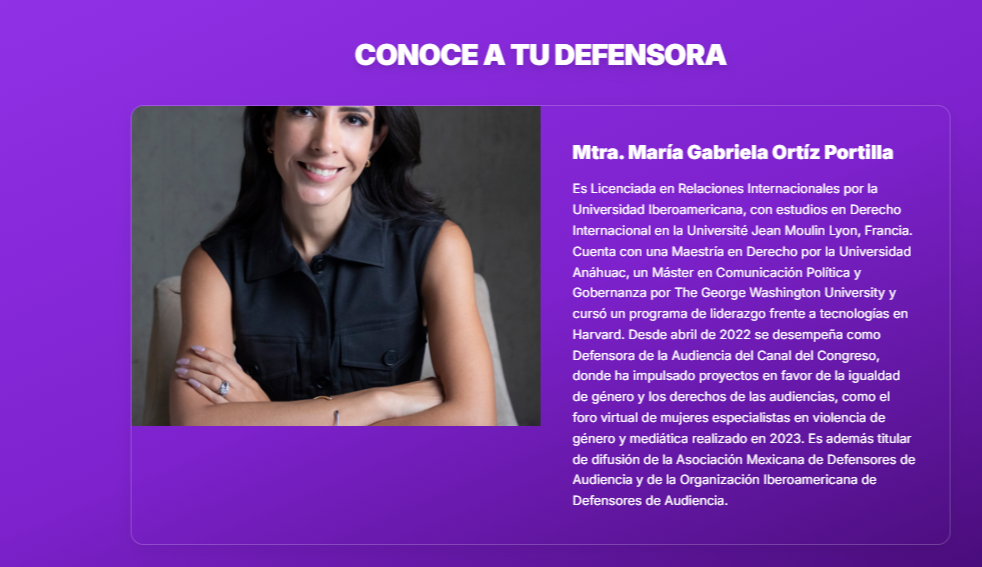 CONOCE A TU DEFENSORA
Mtra. María Gabriela Ortíz Portilla
Es Licenciada en Relaciones Internacionales por la
Universidad Iberoamericana, con estudios en Derecho
Internacional en la Université Jean Moulin Lyon, Francia.
Cuenta con una Maestría en Derecho por la Universidad
Anáhuac, un Máster en Comunicación Política y
Gobernanza por The George Washington University y
cursó un programa de liderazgo frente a tecnologías en
Harvard. Desde abril de 2022 se desempeña como
Defensora de la Audiencia del Canal del Congreso,
donde ha impulsado proyectos en favor de la igualdad
de género y los derechos de las audiencias, como el
foro virtual de mujeres especialistas en violencia de
género y mediática realizado en 2023. Es además titular
de difusión de la Asociación Mexicana de Defensores de
Audiencia y de la Organización Iberoamericana de
Defensores de Audiencia.